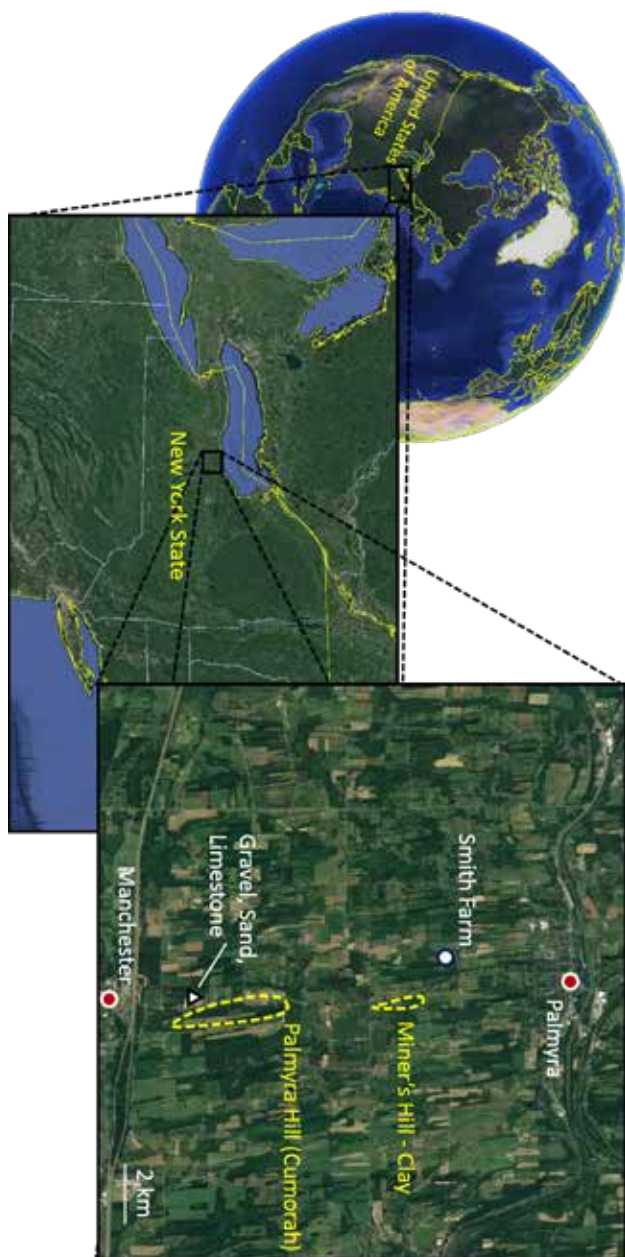 United States
of America
New York State
Palmyra
Smith Farm
Miner's Hill - Clay
Palmyra Hill (Cumorah)
Gravel, Sand,
Limestone
Manchester
2 km